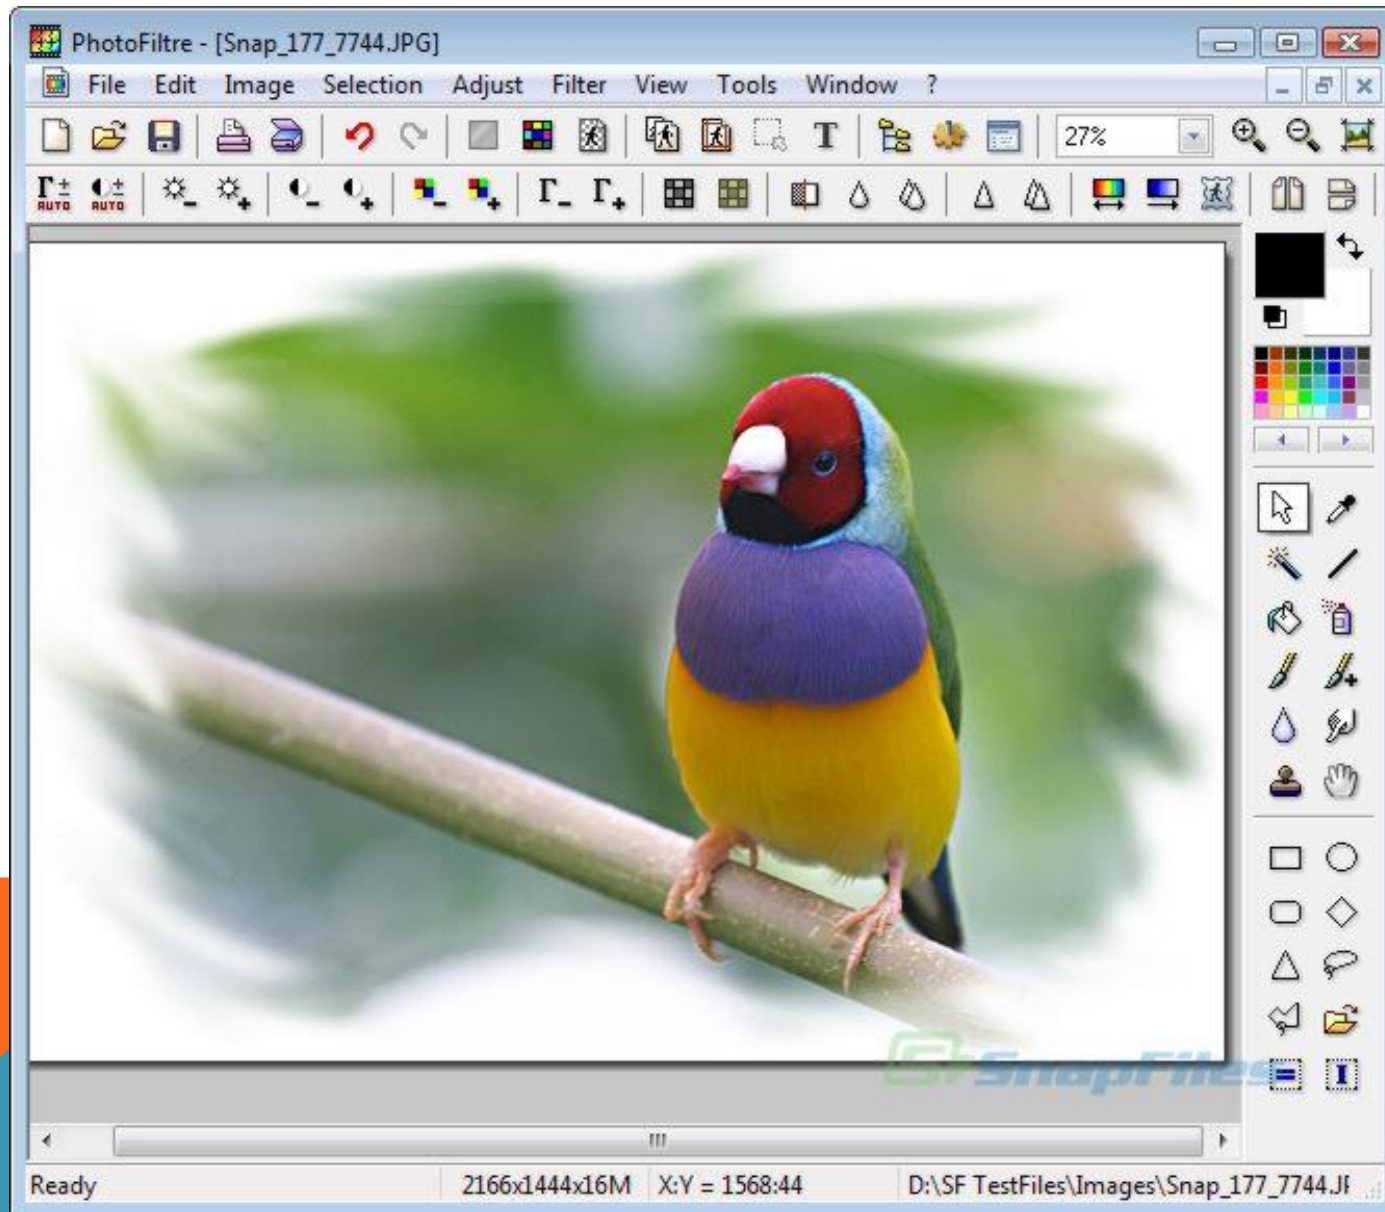 PhotoFiltre - [Snap_177_7744.JPG]
File Edit Image Selection Adjust Filter View Tools Window ?
T 27%
Γ± AUTO AUTO Γ- Γ+
SnapFiles
Ready 2166x1444x16M X:Y = 1568:44 D:\SF TestFiles\Images\Snap_177_7744.JF